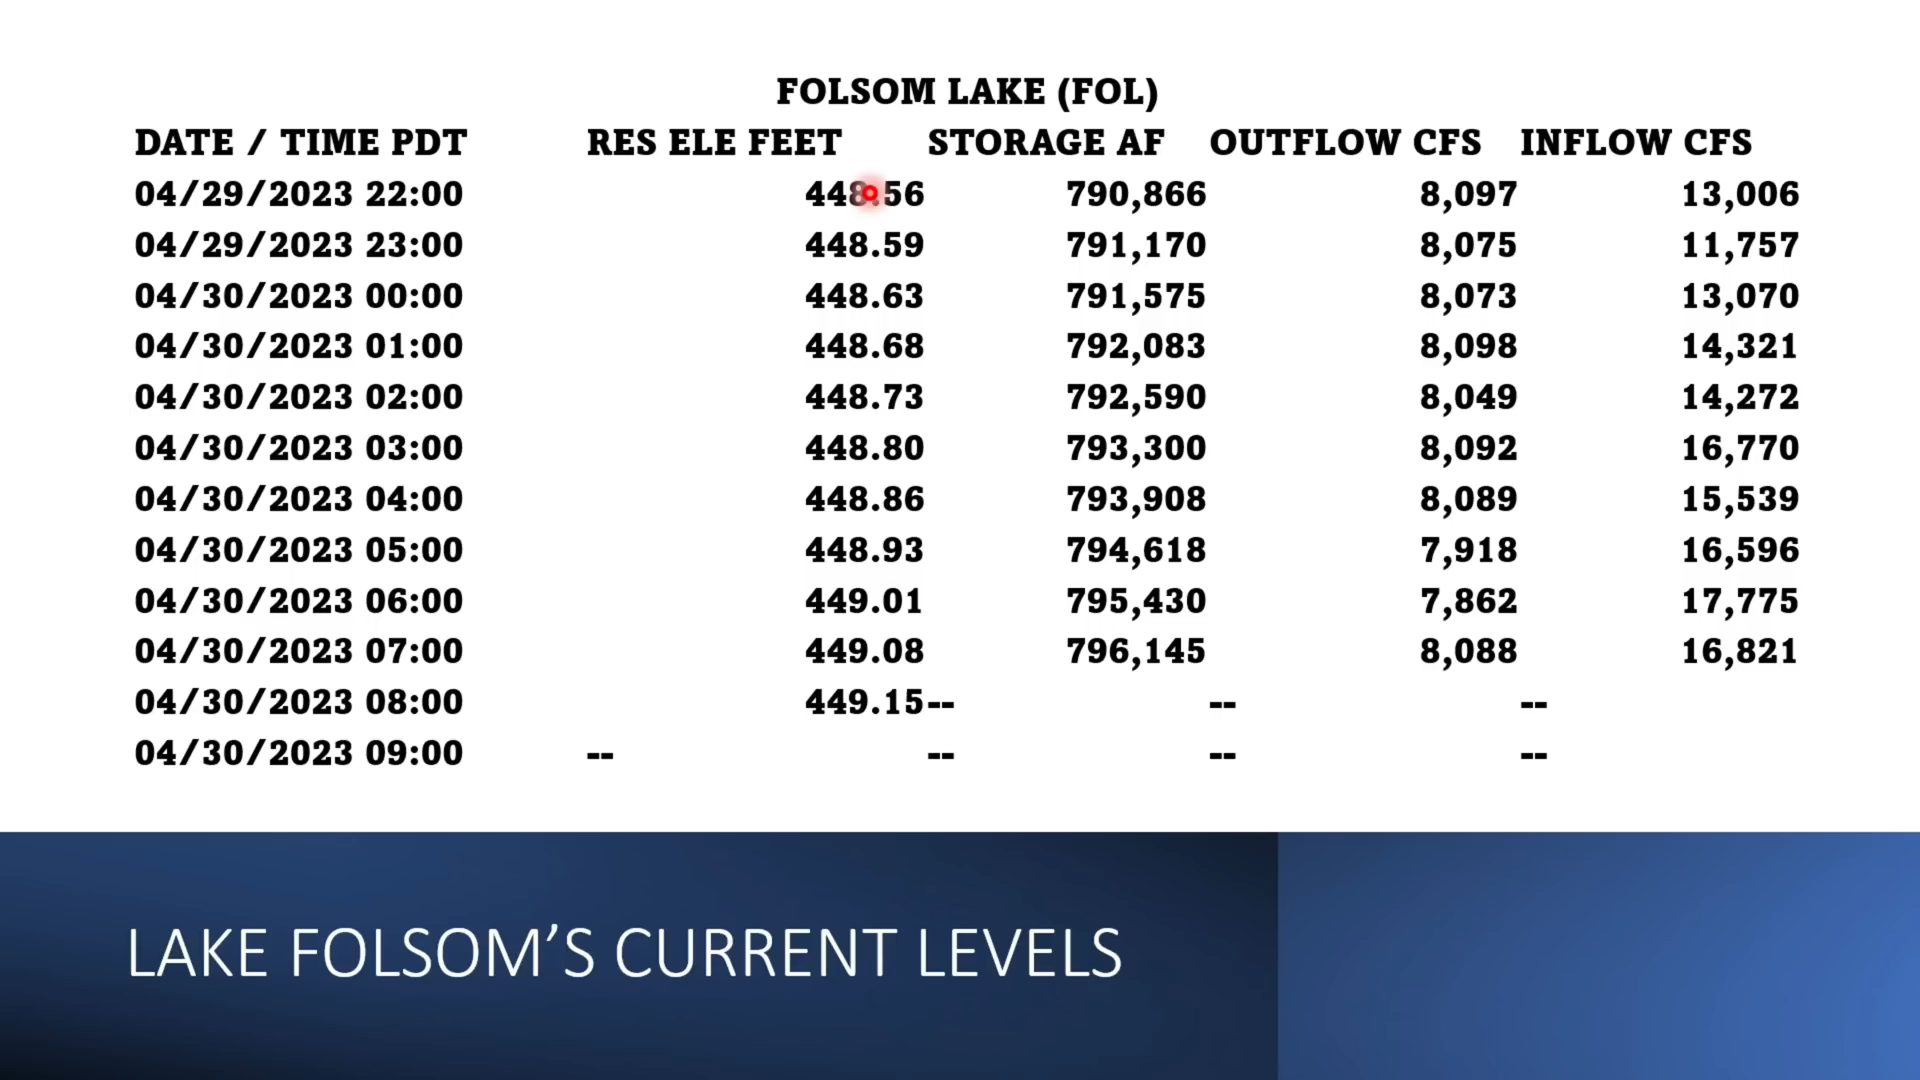 FOLSOM LAKE (FOL)
DATE / TIME PDT RES ELE FEET STORAGE AF OUTFLOW CFS INFLOW CFS
04/29/2023 22:00 448.56 790,866 8,097 13,006
04/29/2023 23:00 448.59 791,170 8,075 11,757
04/30/2023 00:00 448.63 791,575 8,073 13,070
04/30/2023 01:00 448.68 792,083 8,098 14,321
04/30/2023 02:00 448.73 792,590 8,049 14,272
04/30/2023 03:00 448.80 793,300 8,092 16,770
04/30/2023 04:00 448.86 793,908 8,089 15,539
04/30/2023 05:00 448.93 794,618 7,918 16,596
04/30/2023 06:00 449.01 795,430 7,862 17,775
04/30/2023 07:00 449.08 796,145 8,088 16,821
04/30/2023 08:00 449.15 -- -- --
04/30/2023 09:00 -- -- -- --
LAKE FOLSOM’S CURRENT LEVELS